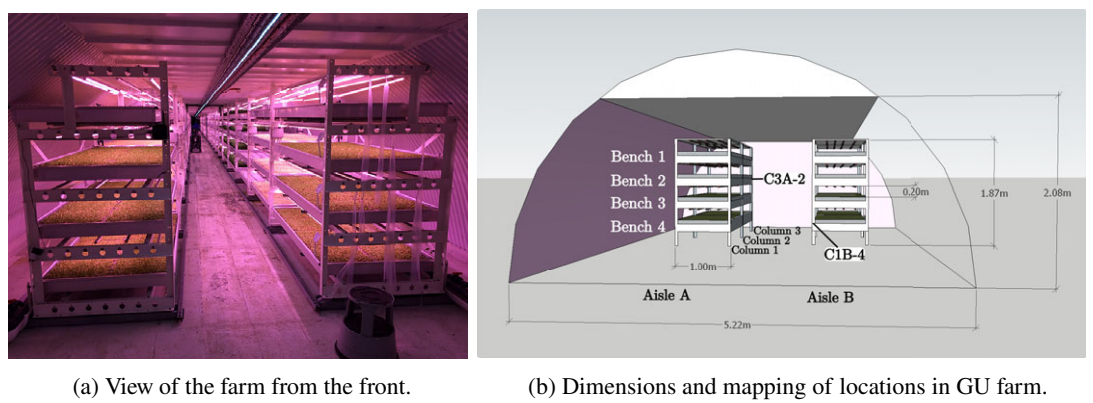 Bench 1
Bench 2
Bench 3
Bench 4
C3A-2
Column 3
Column 2
Column 1
C1B-4
0.20m
1.87m
2.08m
1.00m
Aisle A
Aisle B
5.22m
(a) View of the farm from the front.
(b) Dimensions and mapping of locations in GU farm.